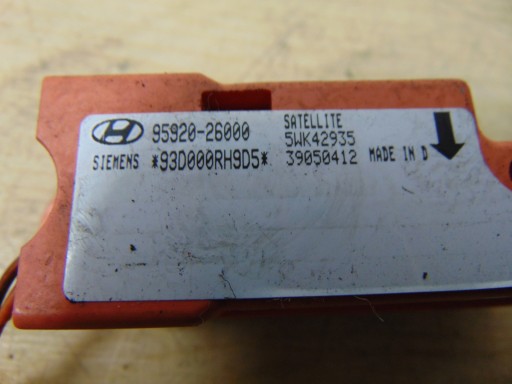 95920-26000 SATELLITE
5WK42935
SIEMENS *93D000RH9D5* 39050412 MADE IN D